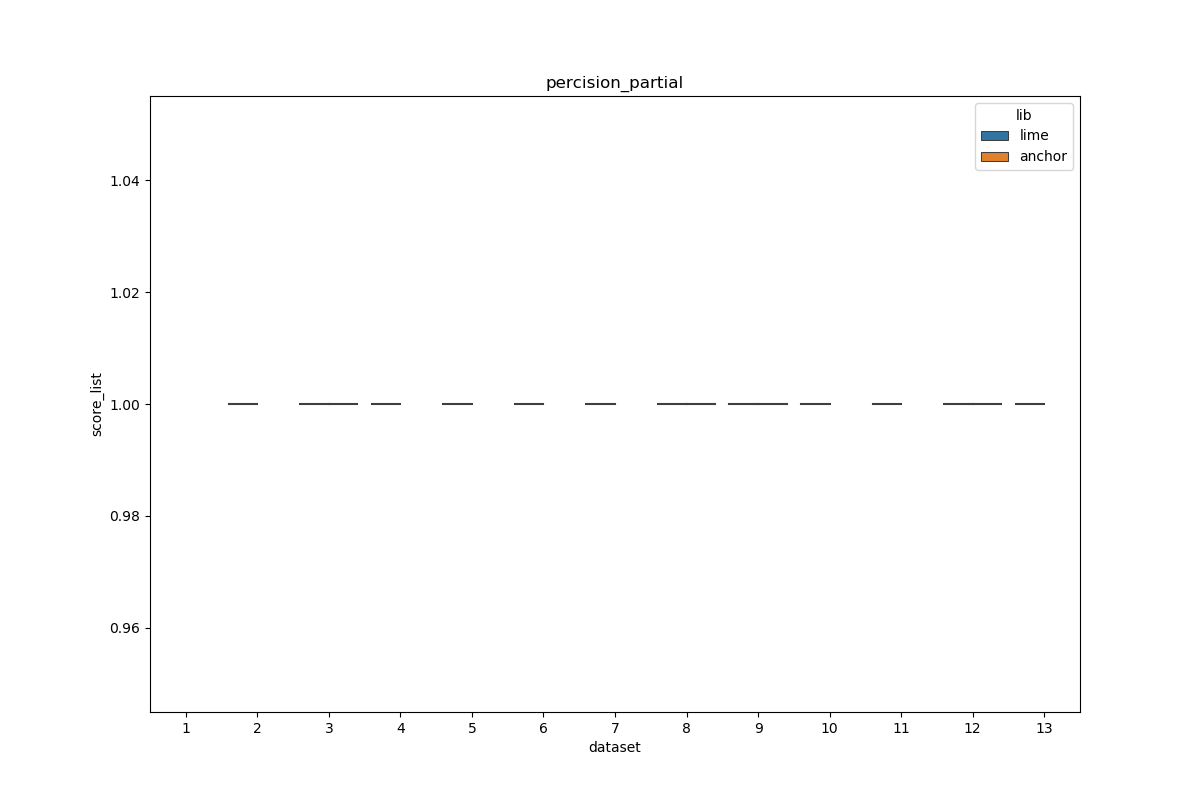 percision_partial
lib
lime
anchor
1.04
1.02
1.00
0.98
0.96
score_list
1 2 3 4 5 6 7 8 9 10 11 12 13
dataset